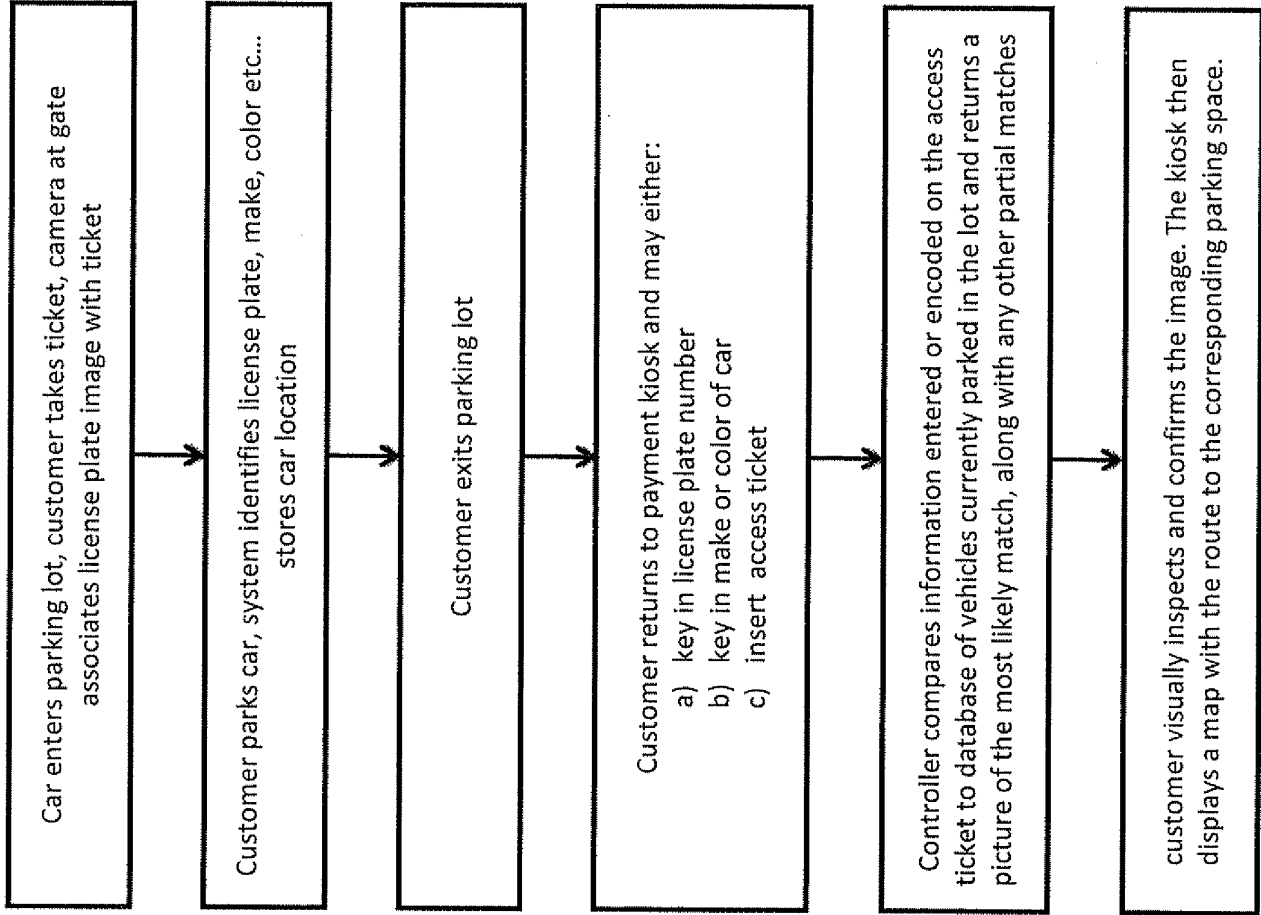 Car enters parking lot, customer takes ticket, camera at gate
associates license plate image with ticket
Customer parks car, system identifies license plate, make, color etc...
stores car location
Customer exits parking lot
Customer returns to payment kiosk and may either:
a) key in license plate number
b) key in make or color of car
c) insert access ticket
Controller compares information entered or encoded on the access
ticket to database of vehicles currently parked in the lot and returns a
picture of the most likely match, along with any other partial matches
customer visually inspects and confirms the image. The kiosk then
displays a map with the route to the corresponding parking space.